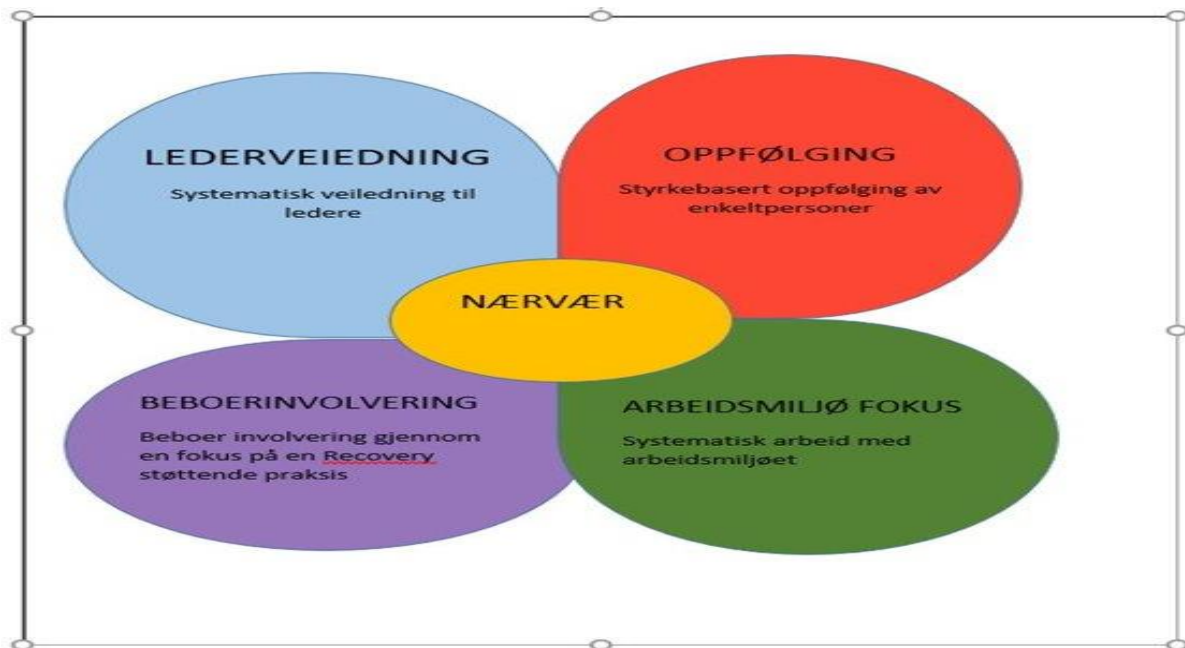 LEDERVEIEDNING
Systematisk veiledning til
ledere
OPPFØLGING
Styrkebasert oppfølging av
enkeltpersoner
NÆRVÆR
BEBOERINVOLVERING
Beboer involvering gjennom
en fokus på en Recovery
støttende praksis
ARBEIDSMILJØ FOKUS
Systematisk arbeid med
arbeidsmiljøet